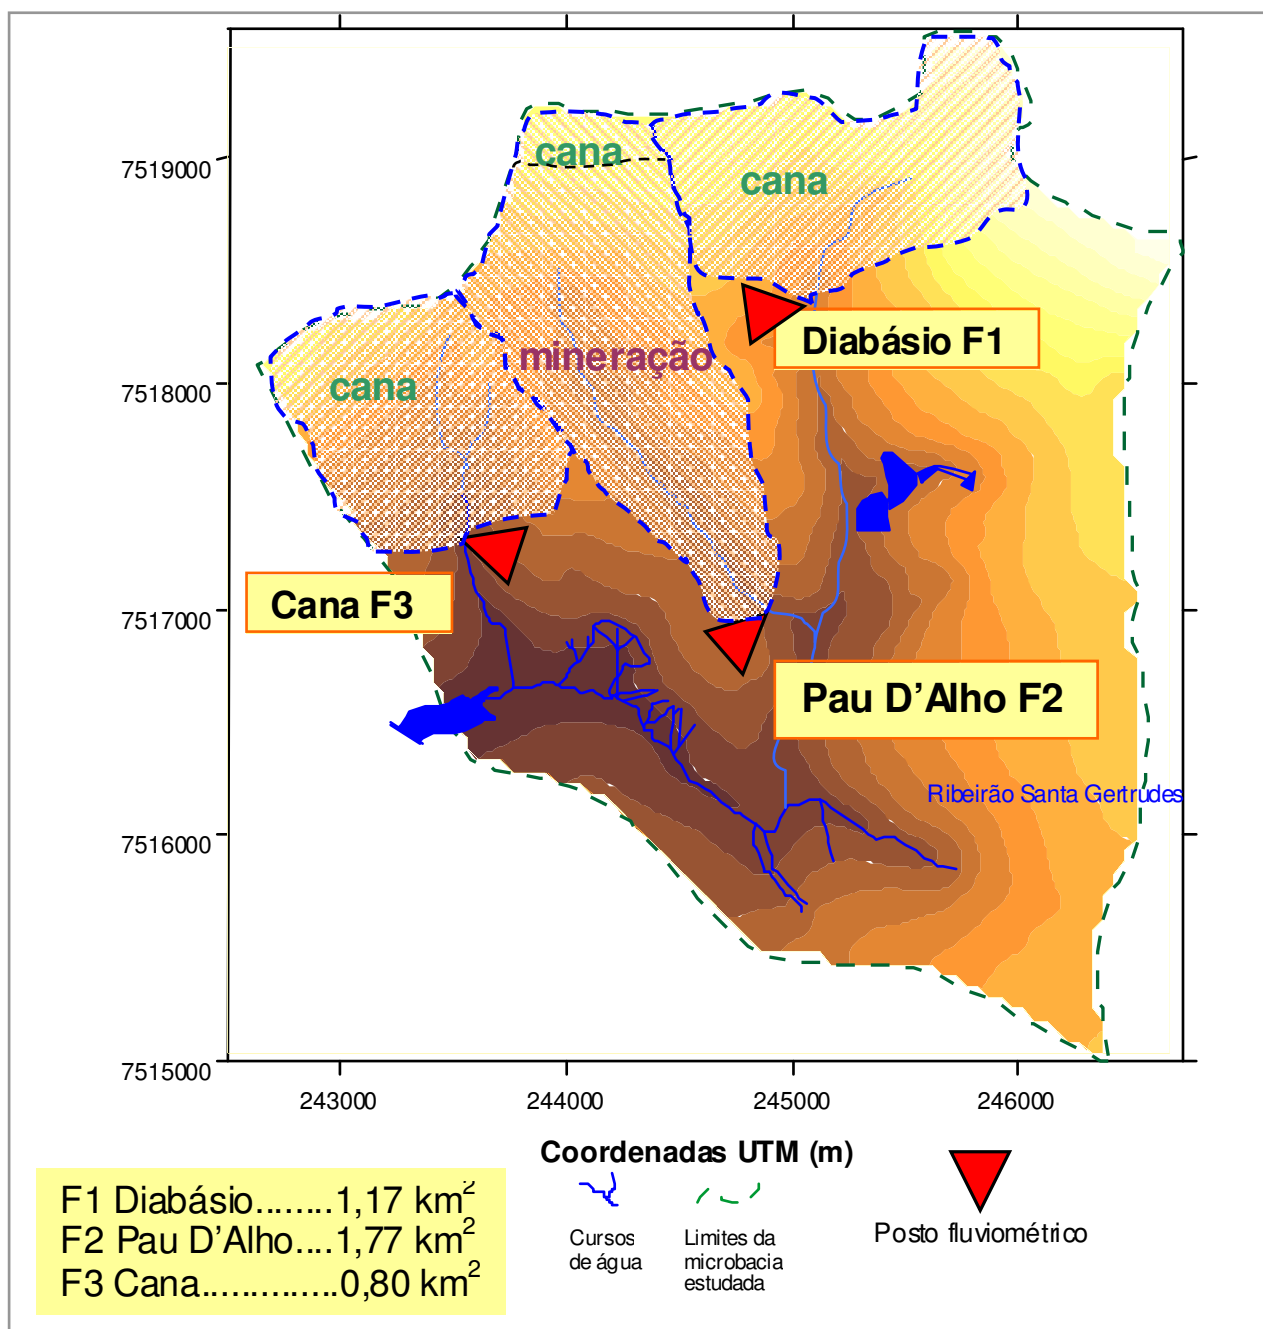 cana
7519000
cana
Diabásio F1
mineração
7518000
cana
Cana F3
7517000
Pau D’Alho F2
Ribeirão Santa Gertrudes
7516000
7515000
243000
244000
245000
246000
Coordenadas UTM (m)
F1 Diabásio........1,17 km²
F2 Pau D’Alho....1,77 km²
F3 Cana.............0,80 km²
Cursos
de água
Limites da
microbacia
estudada
Posto fluviométrico